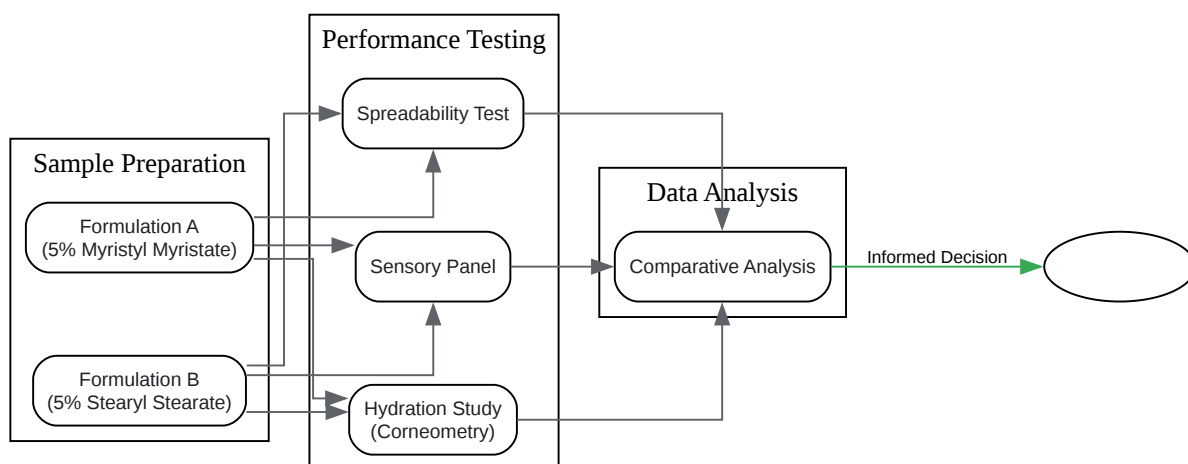 Performance Testing
Spreadability Test
Sample Preparation
Formulation A
(5% Myristyl Myristate)
Sensory Panel
Data Analysis
Comparative Analysis
Informed Decision
Formulation B
(5% Stearyl Stearate)
Hydration Study
(Corneometry)